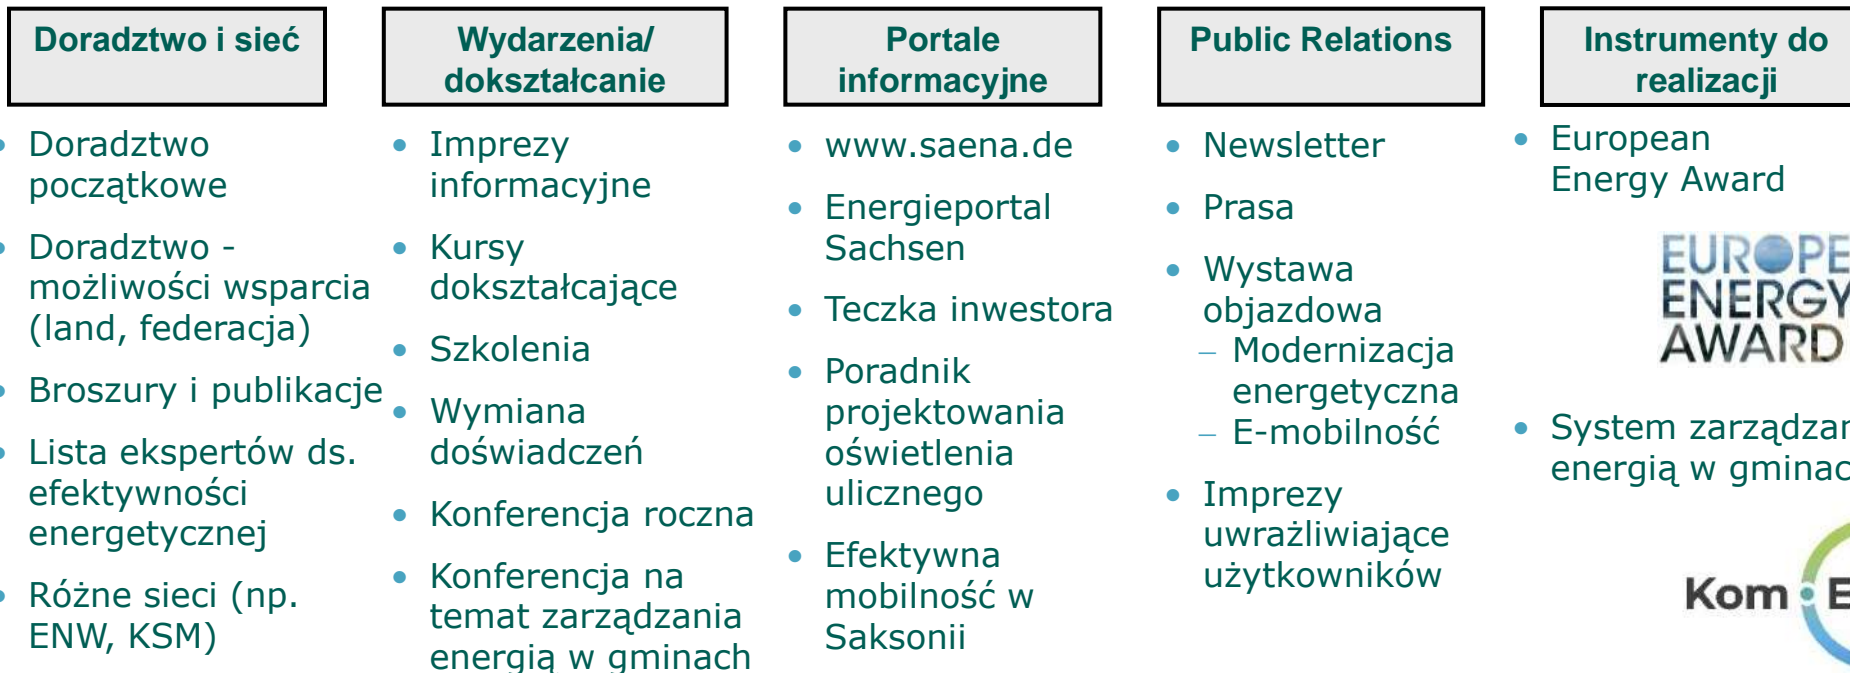 Doradztwo i sieć
Doradztwo
początkowe
Doradztwo -
możliwości wsparcia
(land, federacja)
Broszury i publikacje
Lista ekspertów ds.
efektywności
energetycznej
Różne sieci (np.
ENW, KSM)
Wydarzenia/
dokształcanie
Imprezy
informacyjne
Kursy
dokształcające
Szkolenia
Wymiana
doświadczeń
Konferencja roczna
Konferencja na
temat zarządzania
energią w gminach
Portale
informacyjne
www.saena.de
Energieportal
Sachsen
Teczka inwestora
Poradnik
projektowania
oświetlenia
ulicznego
Efektywna
mobilność w
Saksonii
Public Relations
Newsletter
Prasa
Wystawa
objazdowa
– Modernizacja
energetyczna
– E-mobilność
Imprezy
uwrażliwiające
użytkowników
Instrumenty do
realizacji
European
Energy Award
EUROPE
ENERGY
AWARD
System
energią w
Kom